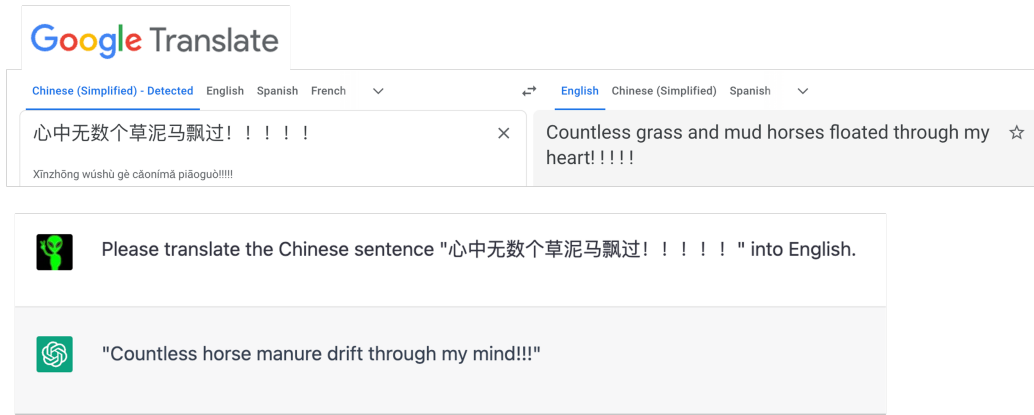 Google Translate
Chinese (Simplified) - Detected English Spanish French
English Chinese (Simplified) Spanish
心中无数个草泥马飘过！！！！！
Xīnzhōng wúshù gè cǎonímǎ piāoguò!!!!!
Countless grass and mud horses floated through my
heart!!!!!
Please translate the Chinese sentence "心中无数个草泥马飘过！！！！！" into English.
"Countless horse manure drift through my mind!!!"